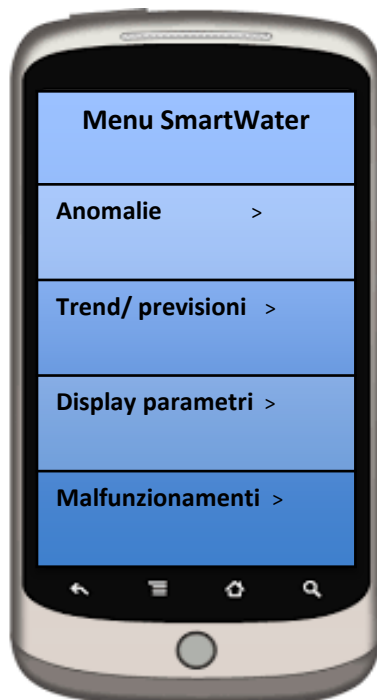 Menu SmartWater
Anomalie >
Trend/ previsioni >
Display parametri >
Malfunzionamenti >